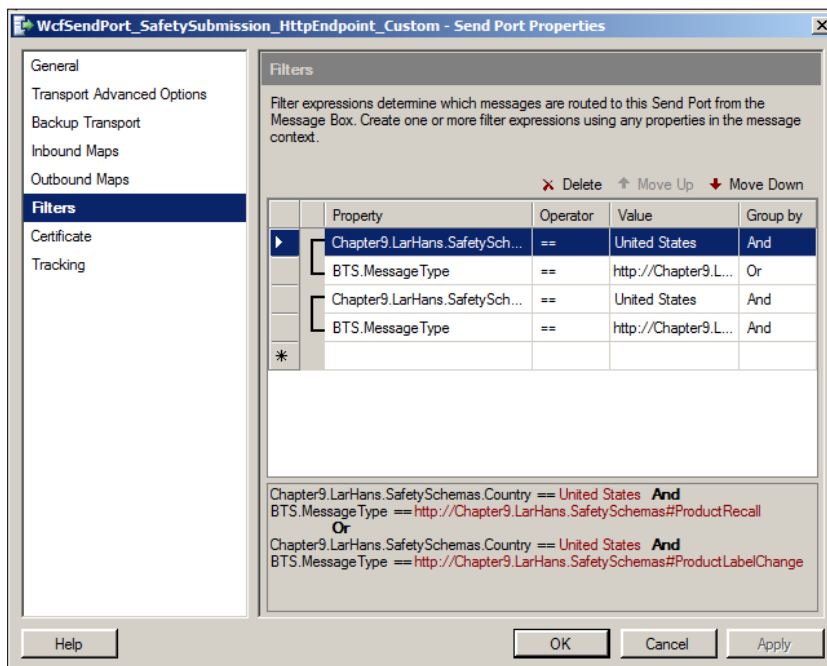 WcfSendPort_SafetySubmission_HttpEndpoint_Custom - Send Port Properties
General
Transport Advanced Options
Backup Transport
Inbound Maps
Outbound Maps
Filters
Certificate
Tracking
Filters
Filter expressions determine which messages are routed to this Send Port from the
Message Box. Create one or more filter expressions using any properties in the message
context.
Delete Move Up Move Down
Property Operator Value Group by
Chapter9.LarHans.SafetySch... == United States And
BTS.MessageType == http://Chapter9.L... Or
Chapter9.LarHans.SafetySch... == United States And
BTS.MessageType == http://Chapter9.L... And
Chapter9.LarHans.SafetySchemas.Country == United States And
BTS.MessageType == http://Chapter9.LarHans.SafetySchemas#ProductRecall
Or
Chapter9.LarHans.SafetySchemas.Country == United States And
BTS.MessageType == http://Chapter9.LarHans.SafetySchemas#ProductLabelChange
Help OK Cancel Apply